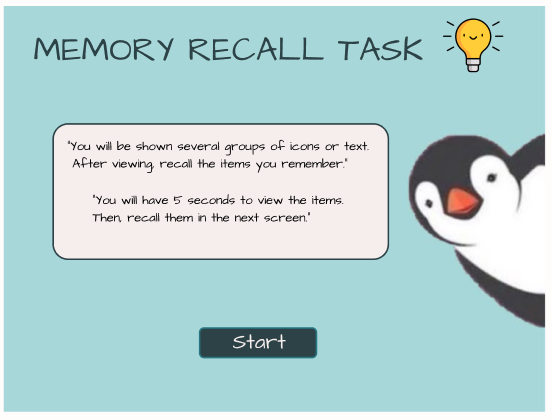 MEMORY RECALL TASK
"You will be shown several groups of icons or text.
After viewing, recall the items you remember."
"You will have 5 seconds to view the items.
Then, recall them in the next screen."
Start